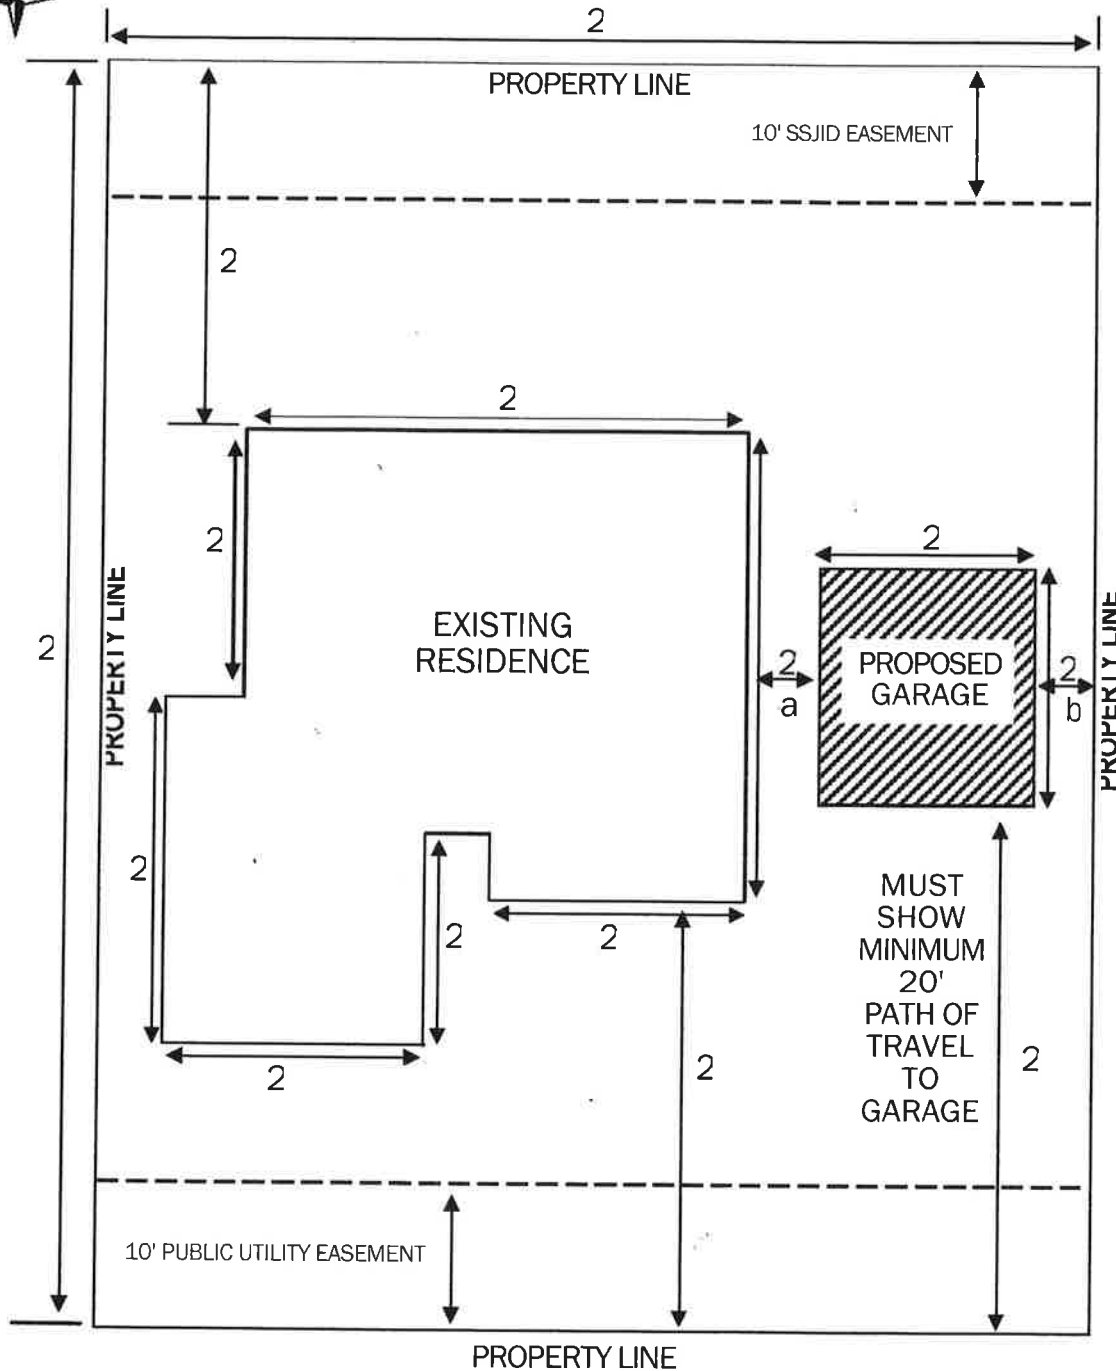 2
PROPERTY LINE
10' SSJID EASEMENT
2
2
2
2
EXISTING
RESIDENCE
2
PROPERTY LINE
2
a
PROPOSED
GARAGE
2
b
PROPERTY LINE
2
2
2
MUST
SHOW
MINIMUM
20'
PATH OF
TRAVEL
TO
GARAGE
2
2
2
10' PUBLIC UTILITY EASEMENT
PROPERTY LINE